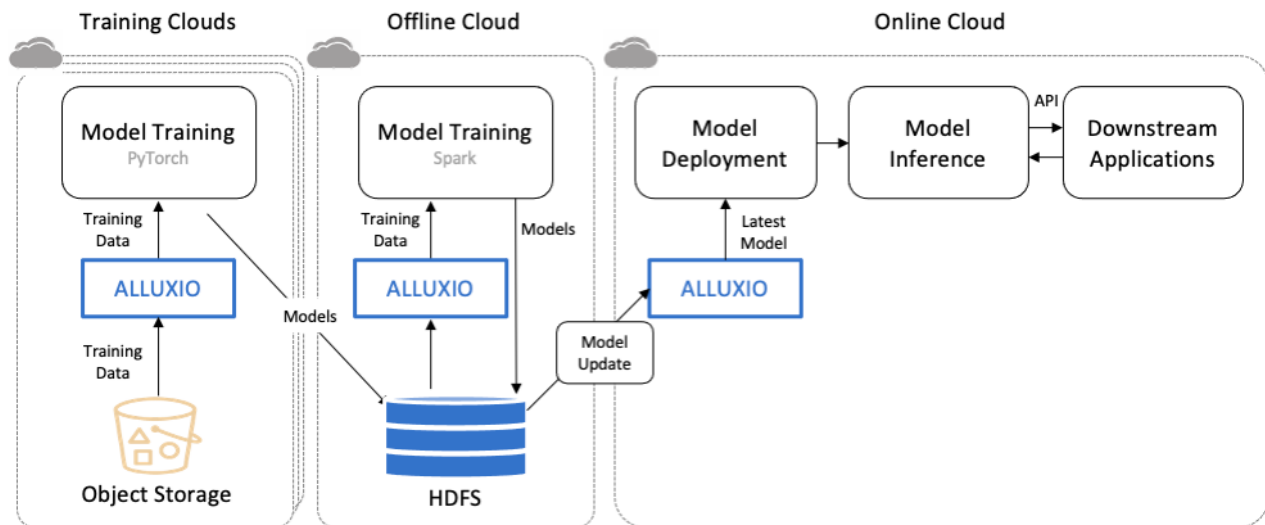 Training Clouds
Offline Cloud
Online Cloud
Model Training
PyTorch
Training
Data
ALLUXIO
Training
Data
Object Storage
Models
Model Training
Spark
Training
Data
Models
ALLUXIO
HDFS
Model
Update
Model
Deployment
Latest
Model
ALLUXIO
Model
Inference
API
Downstream
Applications